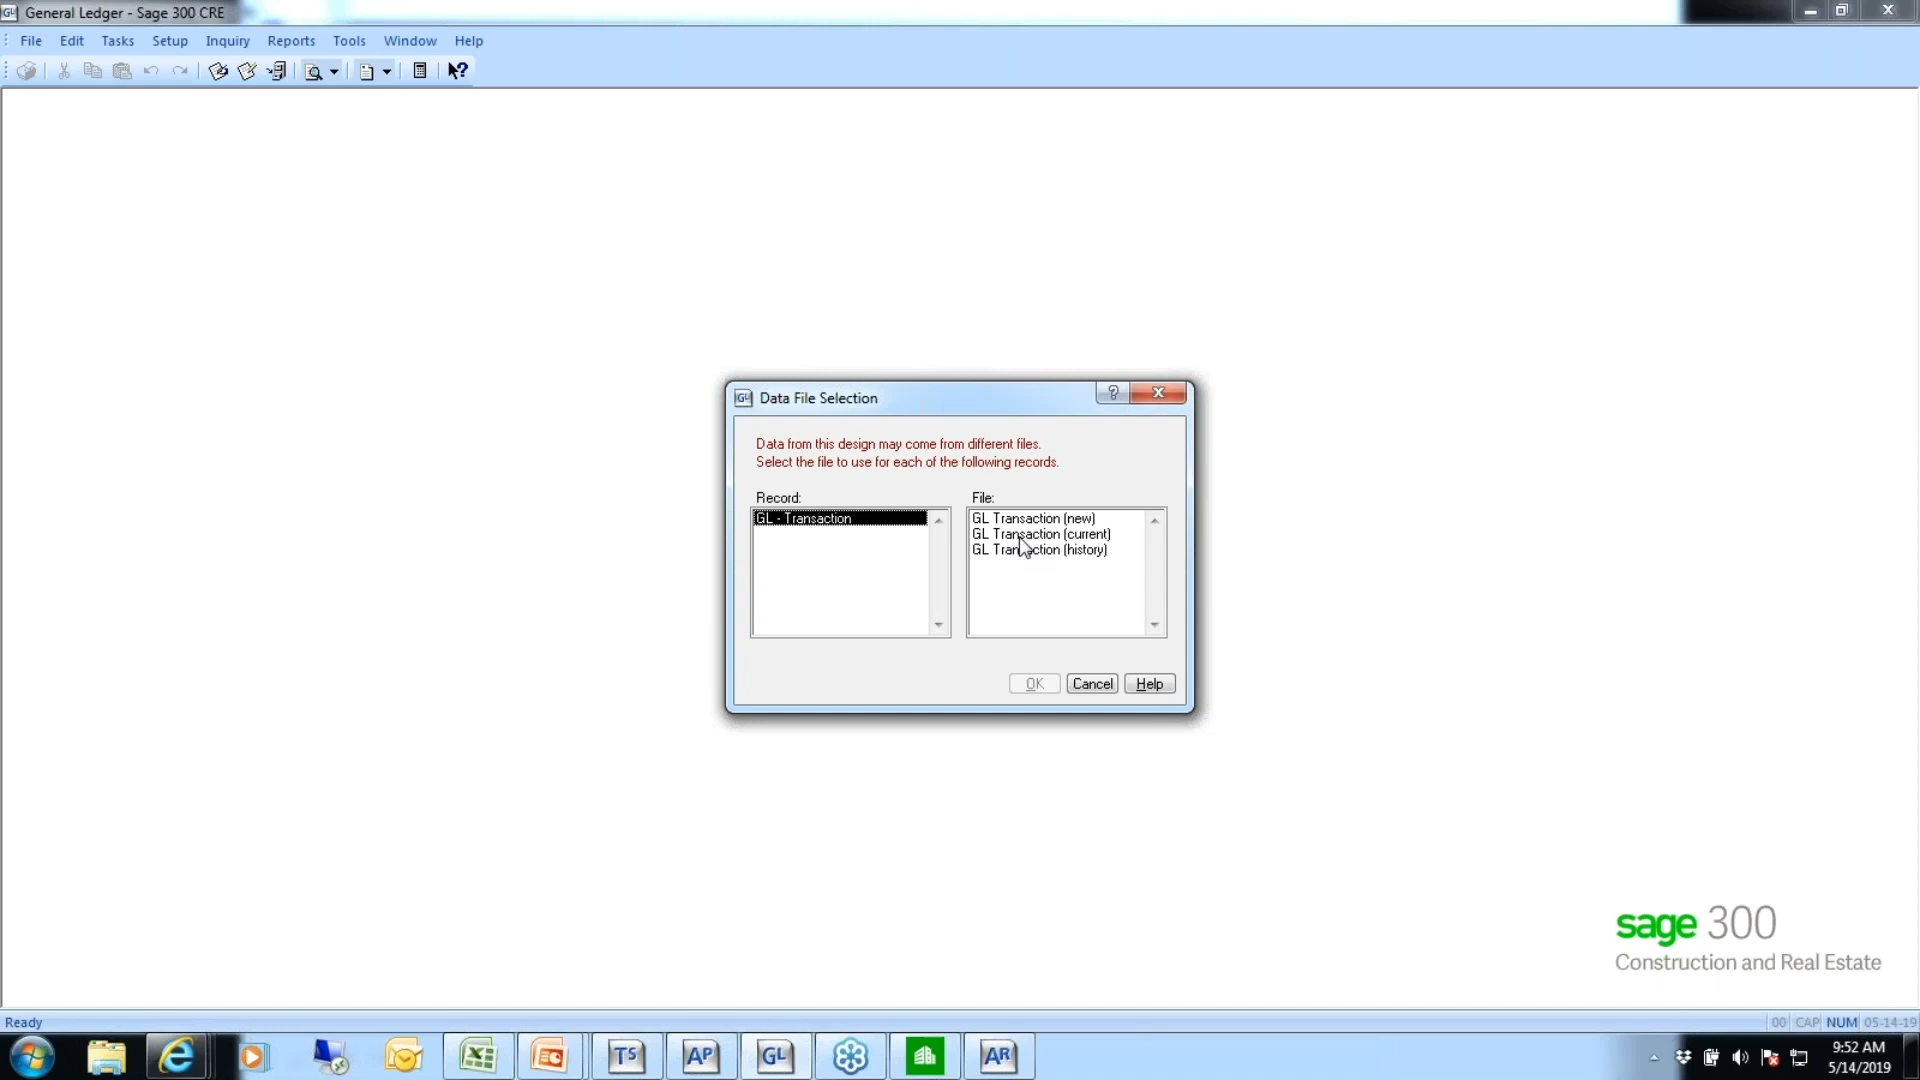 General Ledger - Sage 300 CRE
File Edit Tasks Setup Inquiry Reports Tools Window Help
Data File Selection
Data from this design may come from different files.
Select the file to use for each of the following records.
Record: File:
GL - Transaction
GL Transaction (new)
GL Transaction (current)
GL Transaction (history)
OK Cancel Help
sage 300
Construction and Real Estate
Ready 00 CAP NUM 05-14-19
TS AP GL AR
9:52 AM
5/14/2019